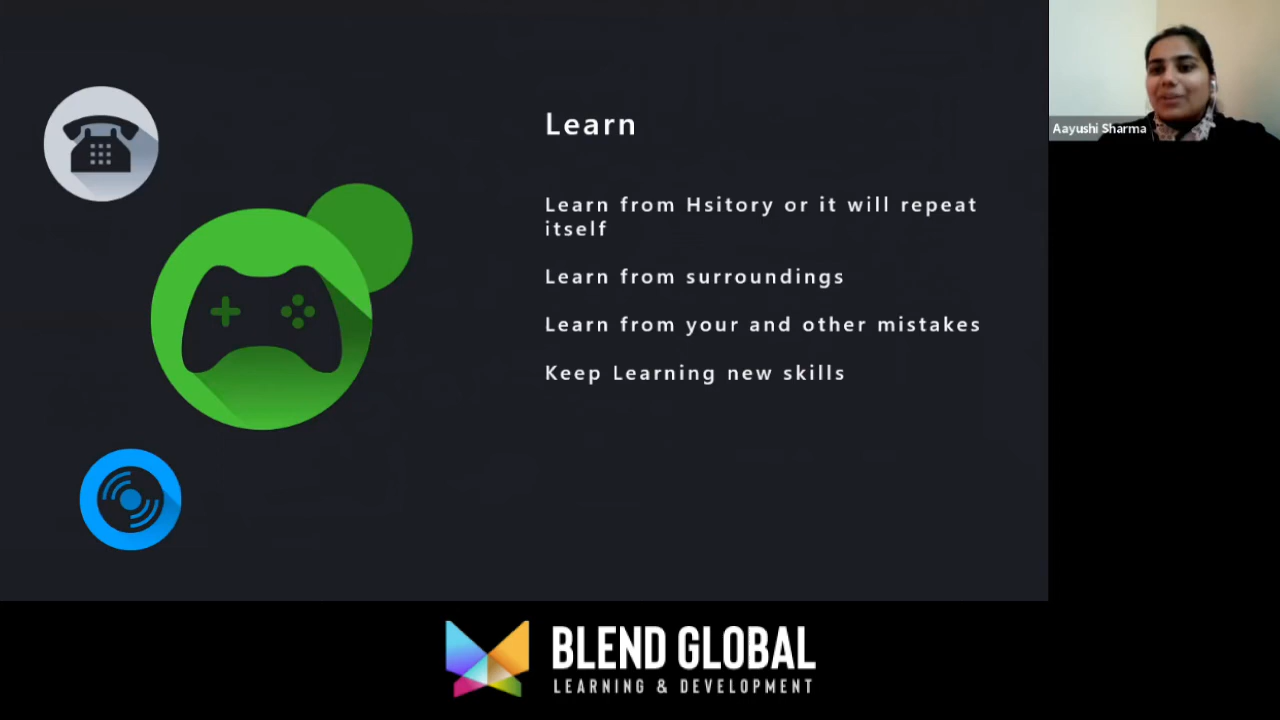 Learn
Learn from Hsitory or it will repeat
itself
Learn from surroundings
Learn from your and other mistakes
Keep Learning new skills
Aayushi Sharma
BLEND GLOBAL
LEARNING & DEVELOPMENT